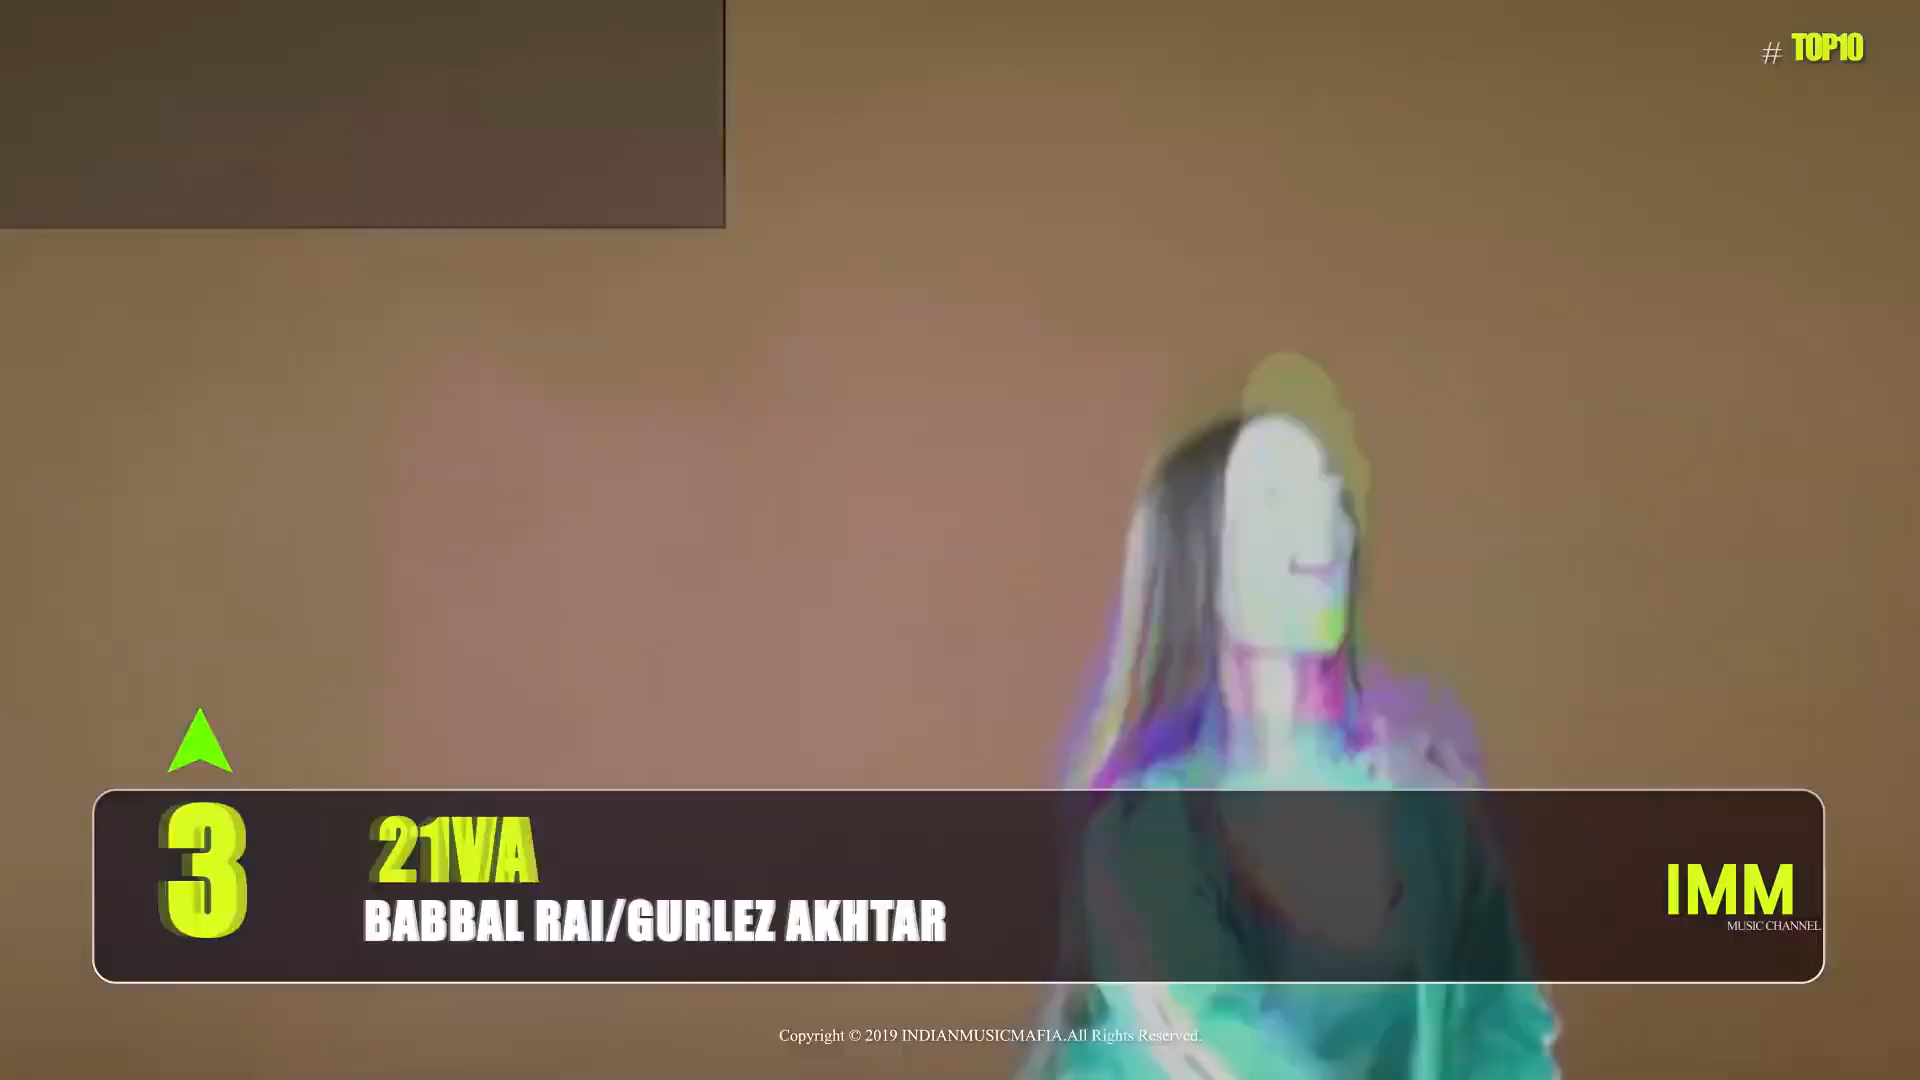 # TOP10
3
21VA
BABBAL RAI/GURLEZ AKHTAR
IMM
MUSIC CHANNEL
Copyright © 2019 INDIANMUSICMAFIA.All Rights Reserved.